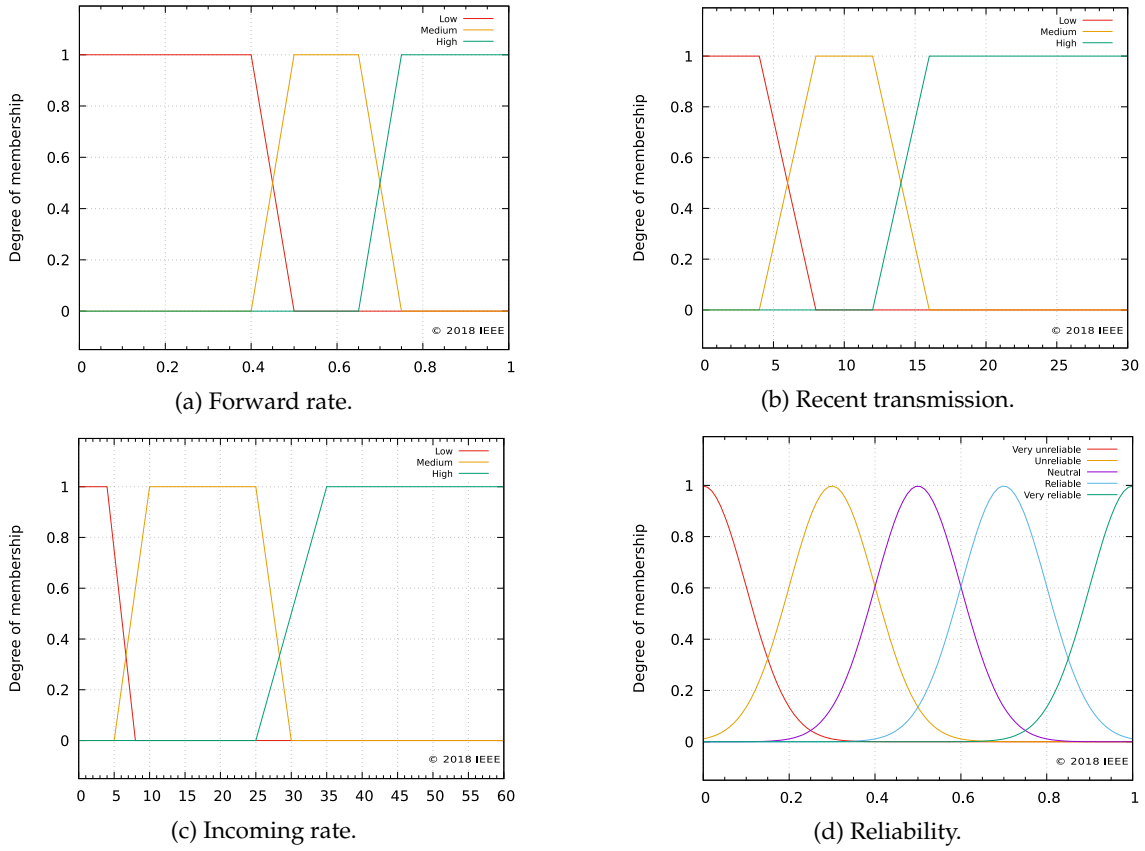 Low
Medium
High
Degree of membership
1
0.8
0.6
0.4
0.2
0
© 2018 IEEE
0 0.2 0.4 0.6 0.8 1
(a) Forward rate.
Low
Medium
High
Degree of membership
1
0.8
0.6
0.4
0.2
0
© 2018 IEEE
0 5 10 15 20 25 30
(b) Recent transmission.
Low
Medium
High
Degree of membership
1
0.8
0.6
0.4
0.2
0
© 2018 IEEE
0 5 10 15 20 25 30 35 40 45 50 55 60
(c) Incoming rate.
Very unreliable
Unreliable
Neutral
Reliable
Very reliable
Degree of membership
1
0.8
0.6
0.4
0.2
0
© 2018 IEEE
0 0.2 0.4 0.6 0.8 1
(d) Reliability.